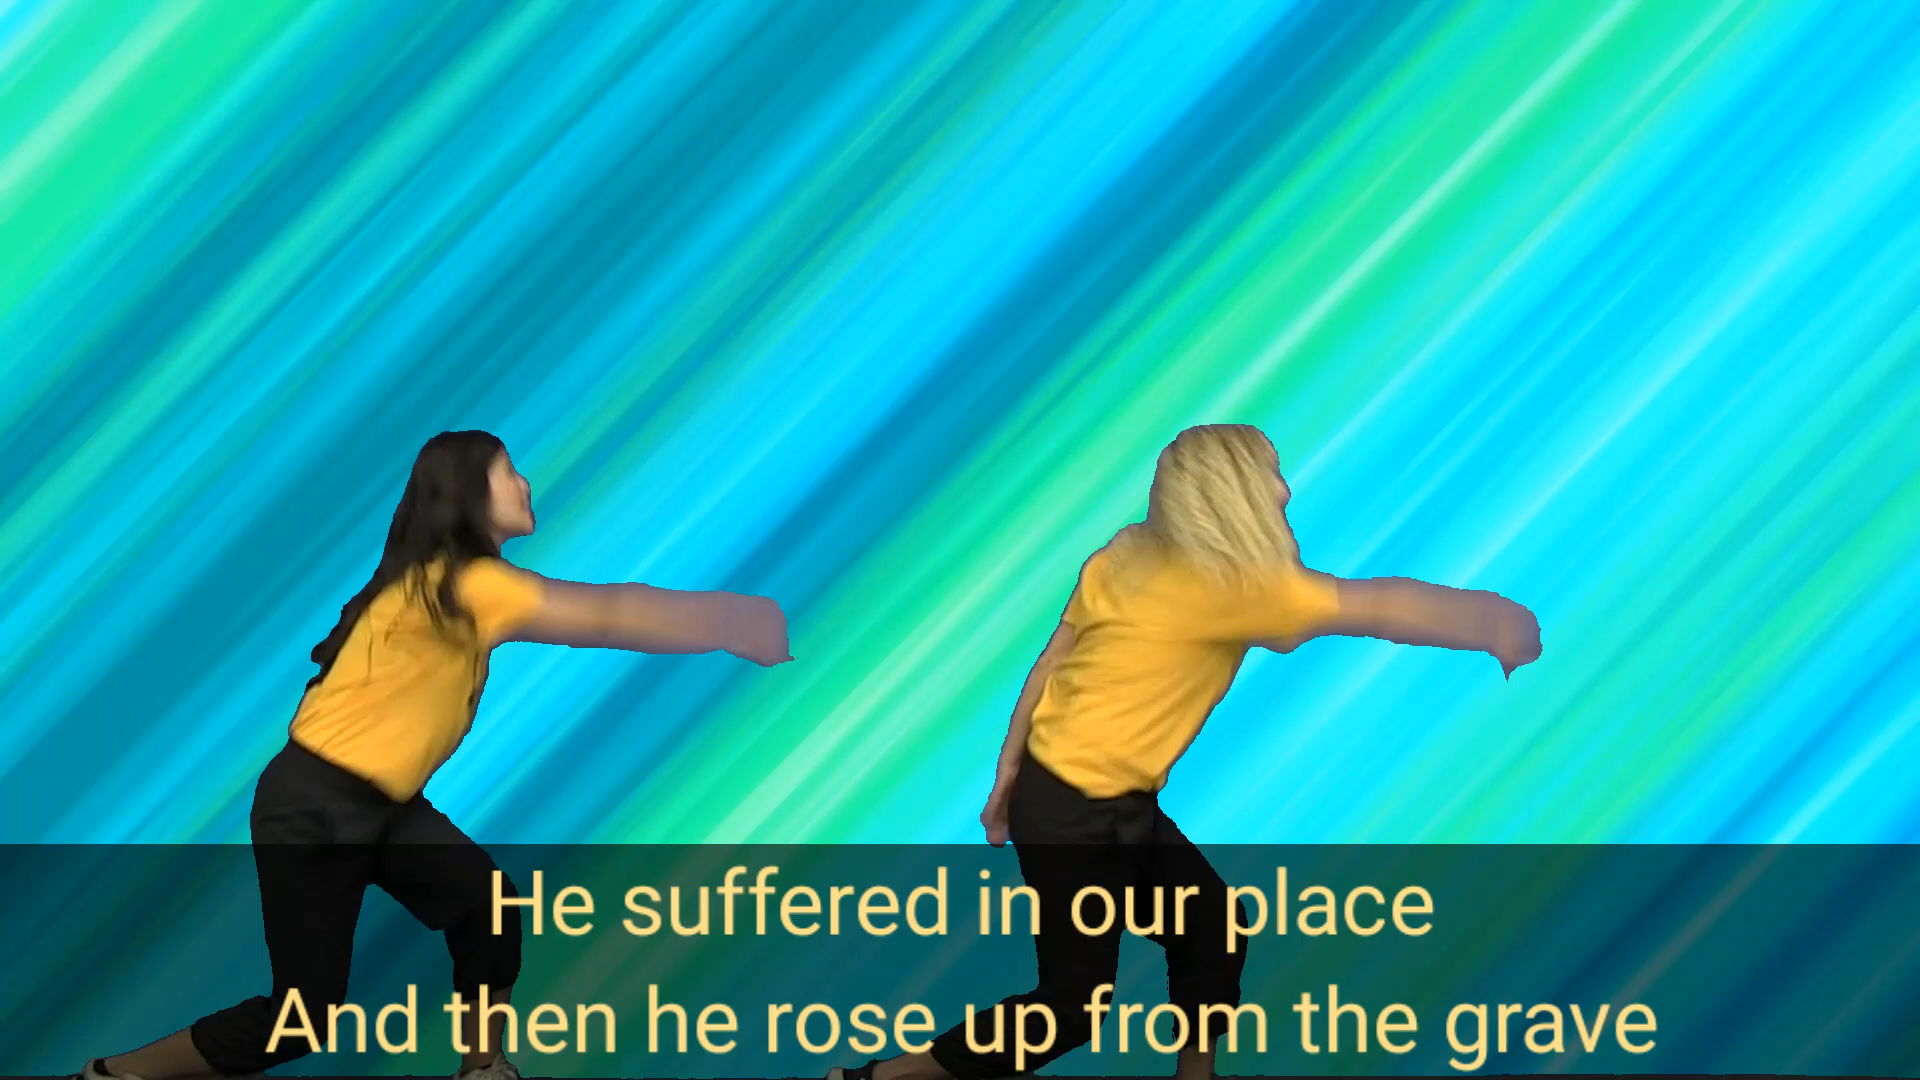 He suffered in our place
And then he rose up from the grave